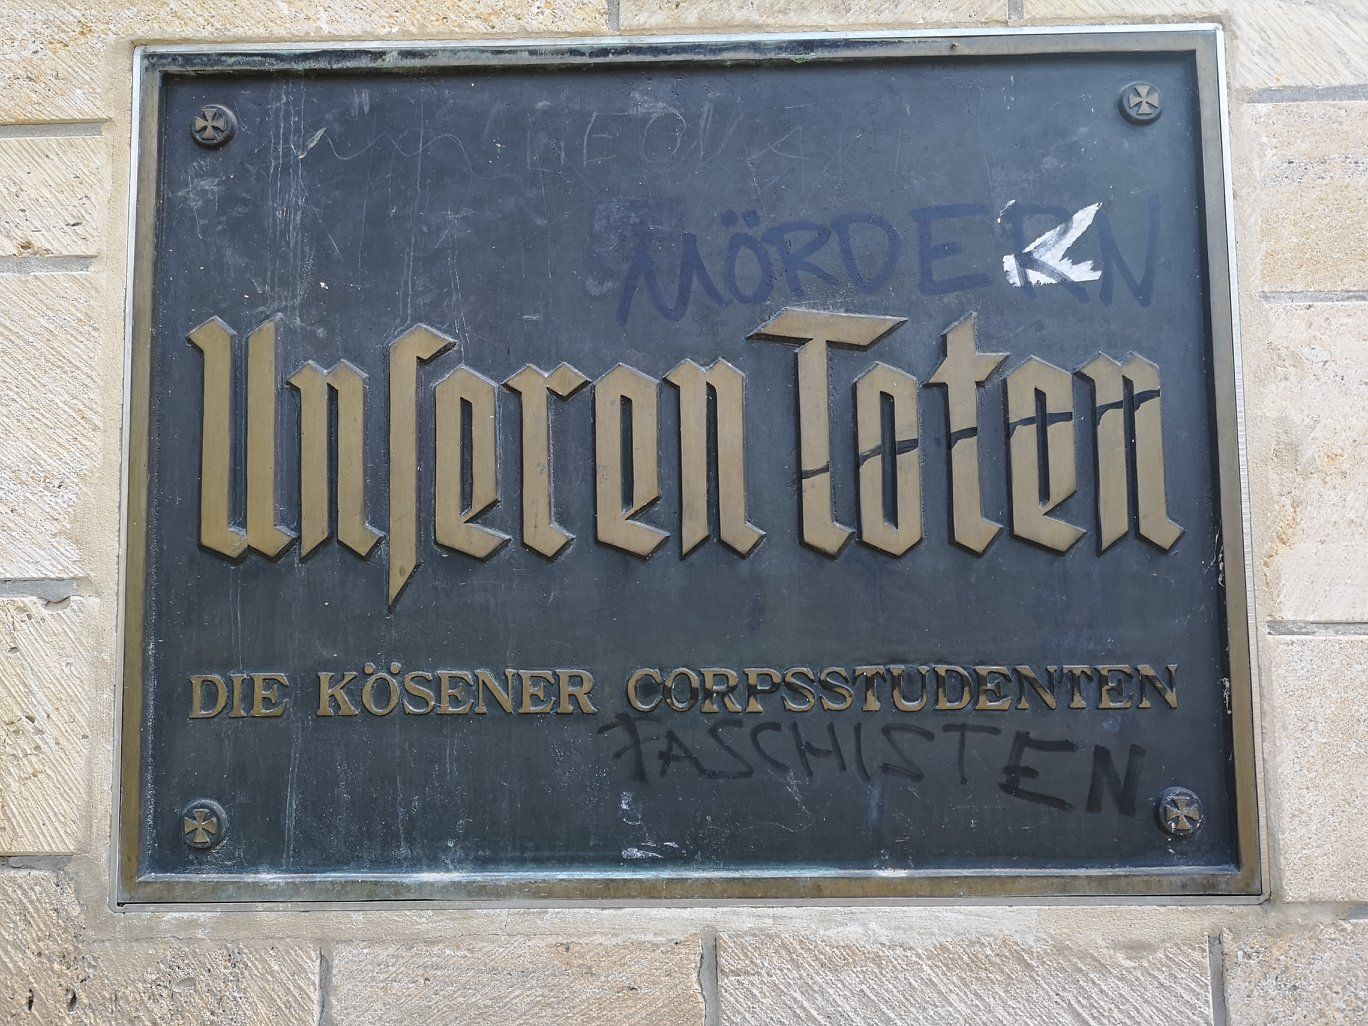 MÖRDERN
Unseren Toten
DIE KÖSENER CORPSSTUDENTEN
FASCHISTEN